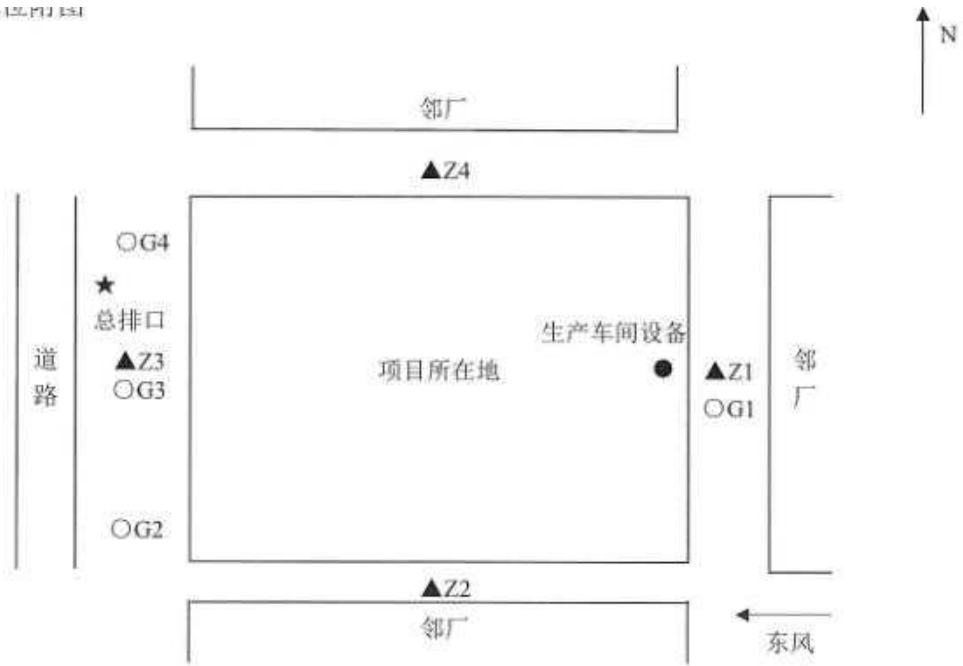 N
邻厂
▲Z4
○G4
★
总排口
生产车间设备
道路
▲Z3
项目所在地
●
▲Z1
邻厂
○G3
○G1
○G2
▲Z2
邻厂
东风